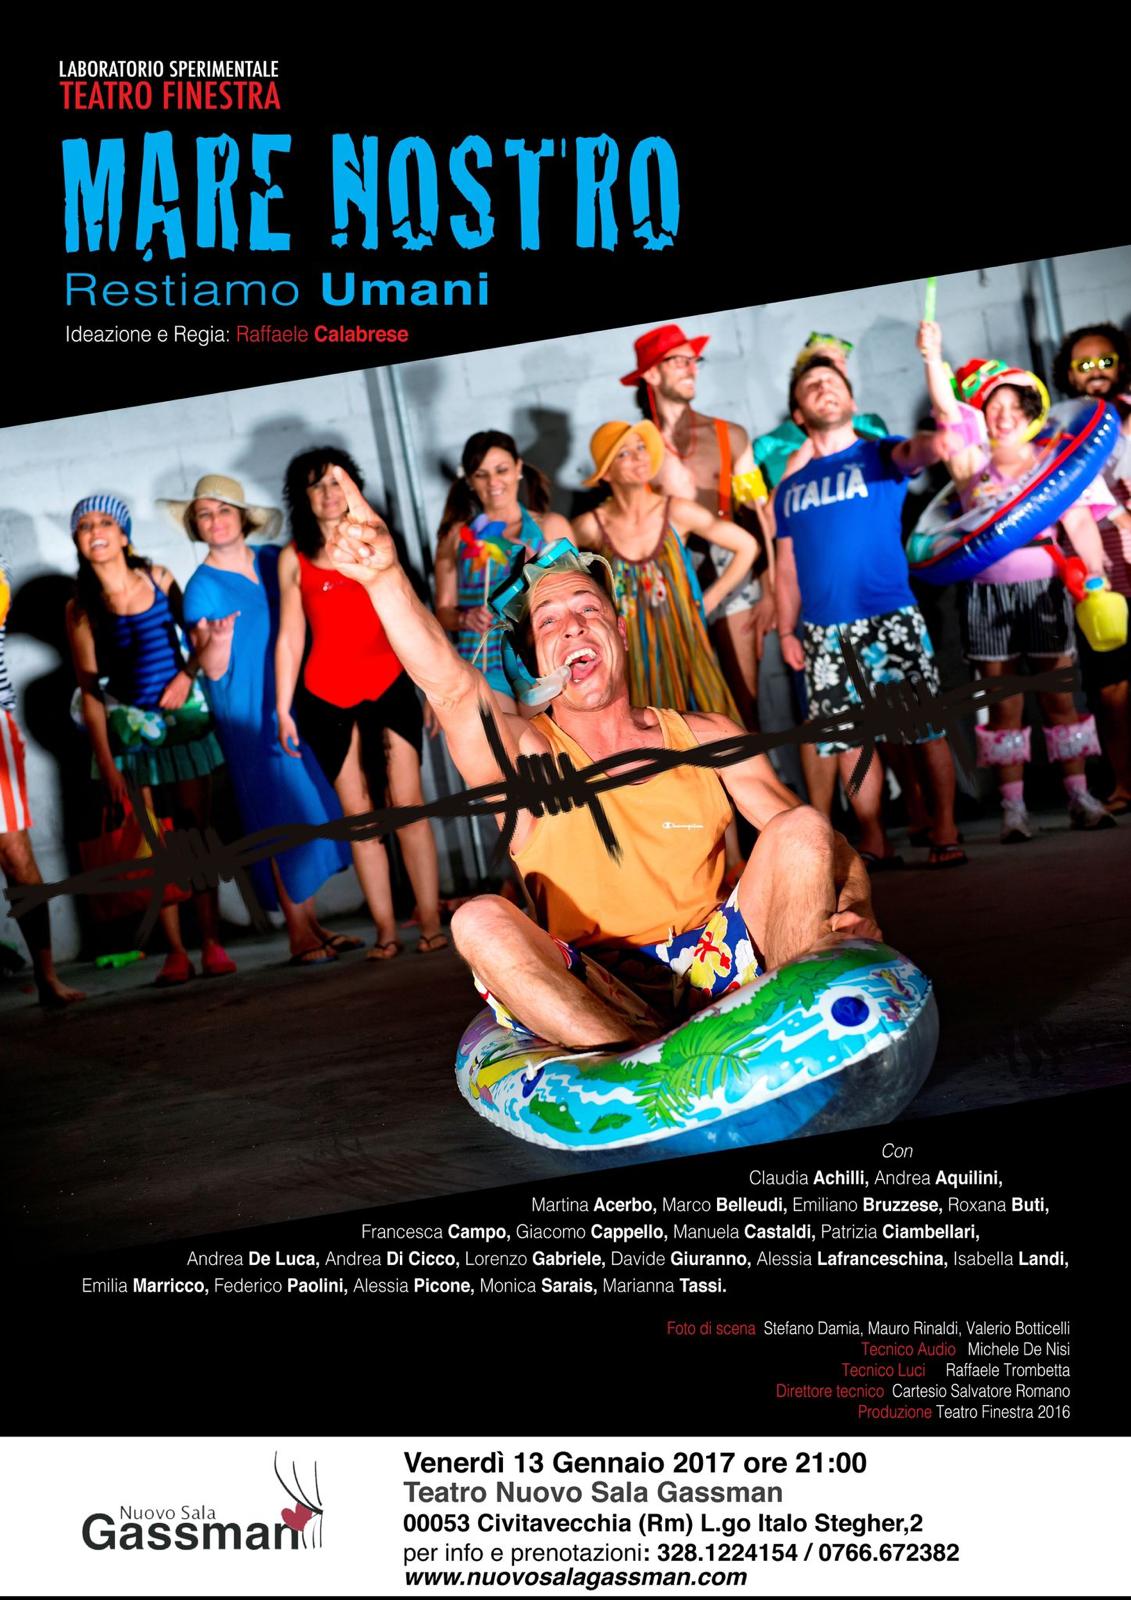 LABORATORIO SPERIMENTALE
TEATRO FINESTRA
MARE NOSTRO
Restiamo Umani
Ideazione e Regia: Raffaele Calabrese
ITALIA
Champion
Con
Claudia Achilli, Andrea Aquilini,
Martina Acerbo, Marco Belleudi, Emiliano Bruzzese, Roxana Buti,
Francesca Campo, Giacomo Cappello, Manuela Castaldi, Patrizia Ciambellari,
Andrea De Luca, Andrea Di Cicco, Lorenzo Gabriele, Davide Giuranno, Alessia Lafranceschina, Isabella Landi,
Emilia Marricco, Federico Paolini, Alessia Picone, Monica Sarais, Marianna Tassi.
Foto di scena Stefano Damia, Mauro Rinaldi, Valerio Botticelli
Tecnico Audio Michele De Nisi
Tecnico Luci Raffaele Trombetta
Direttore tecnico Cartesio Salvatore Romano
Produzione Teatro Finestra 2016
Nuovo Sala
Gassman
Venerdì 13 Gennaio 2017 ore 21:00
Teatro Nuovo Sala Gassman
00053 Civitavecchia (Rm) L.go Italo Stegher,2
per info e prenotazioni: 328.1224154 / 0766.672382
www.nuovosalagassman.com